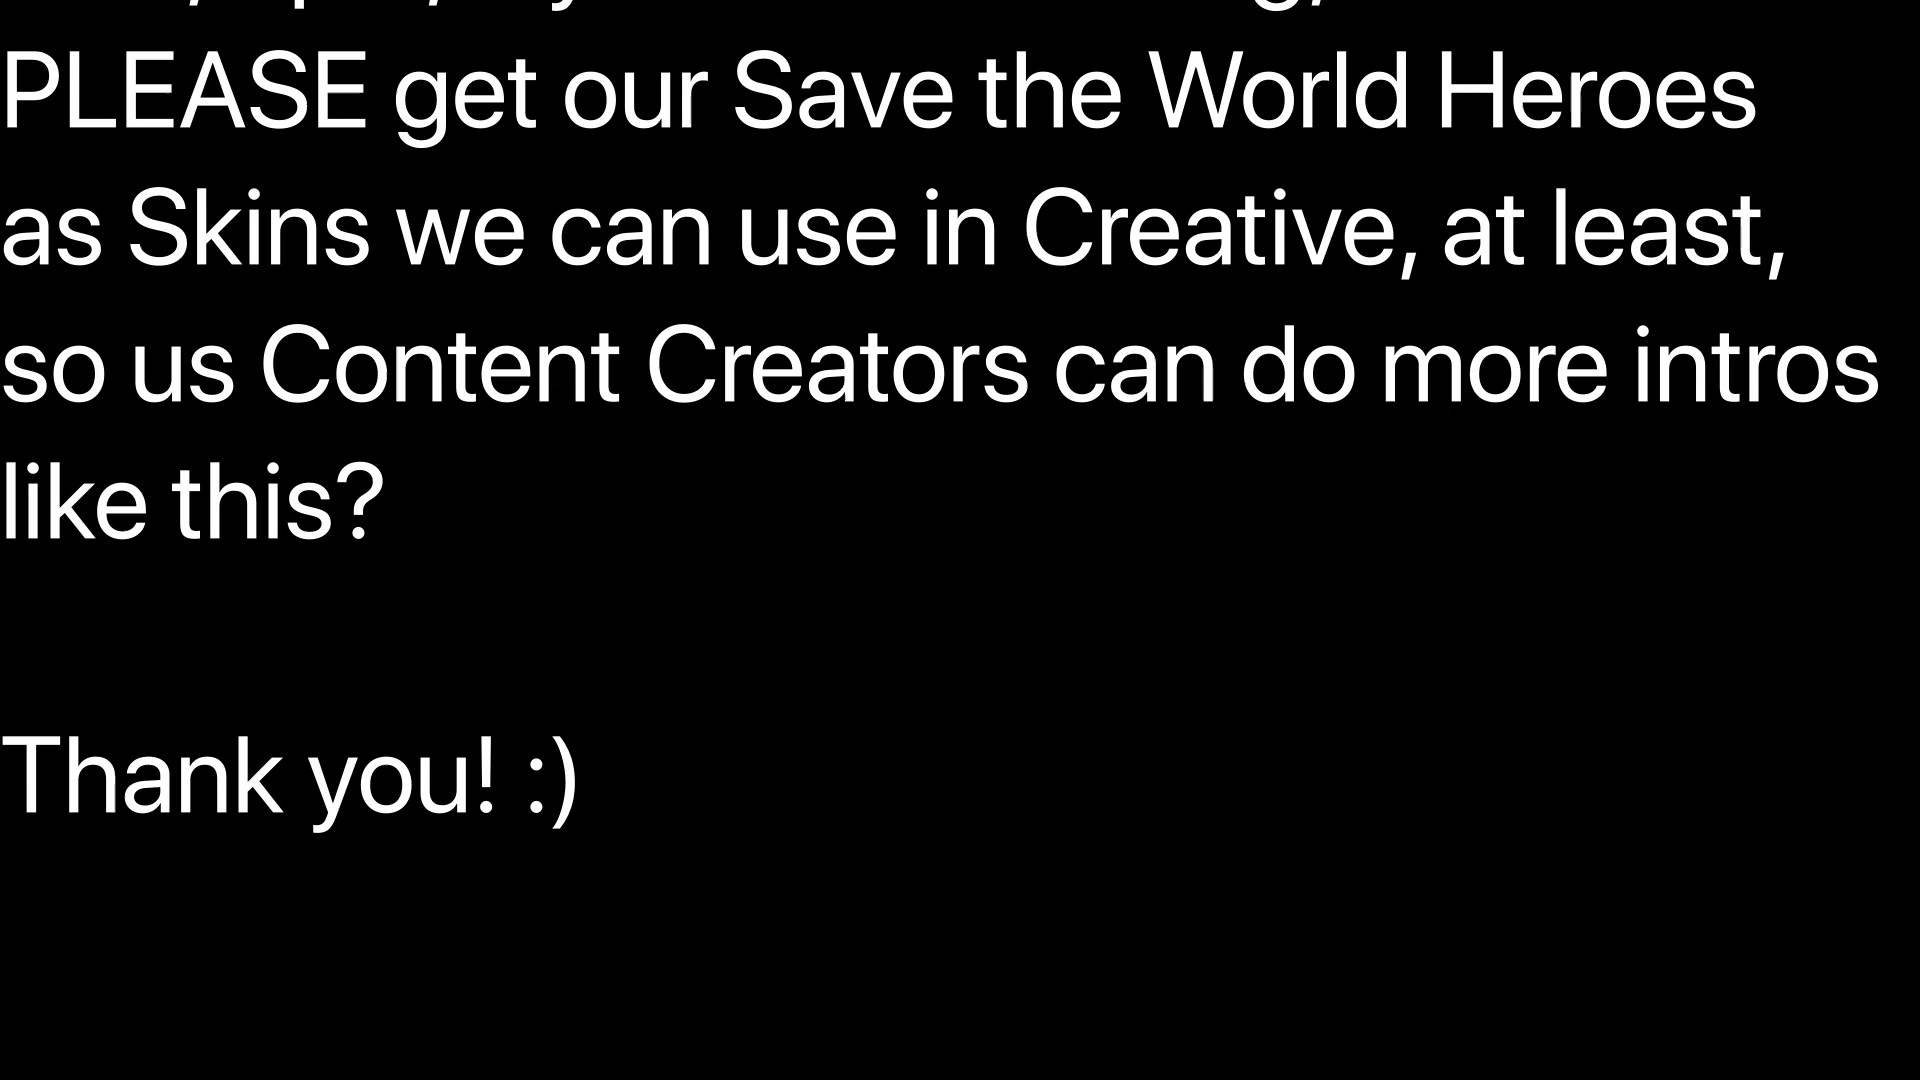 PLEASE get our Save the World Heroes
as Skins we can use in Creative, at least,
so us Content Creators can do more intros
like this?
Thank you! :)